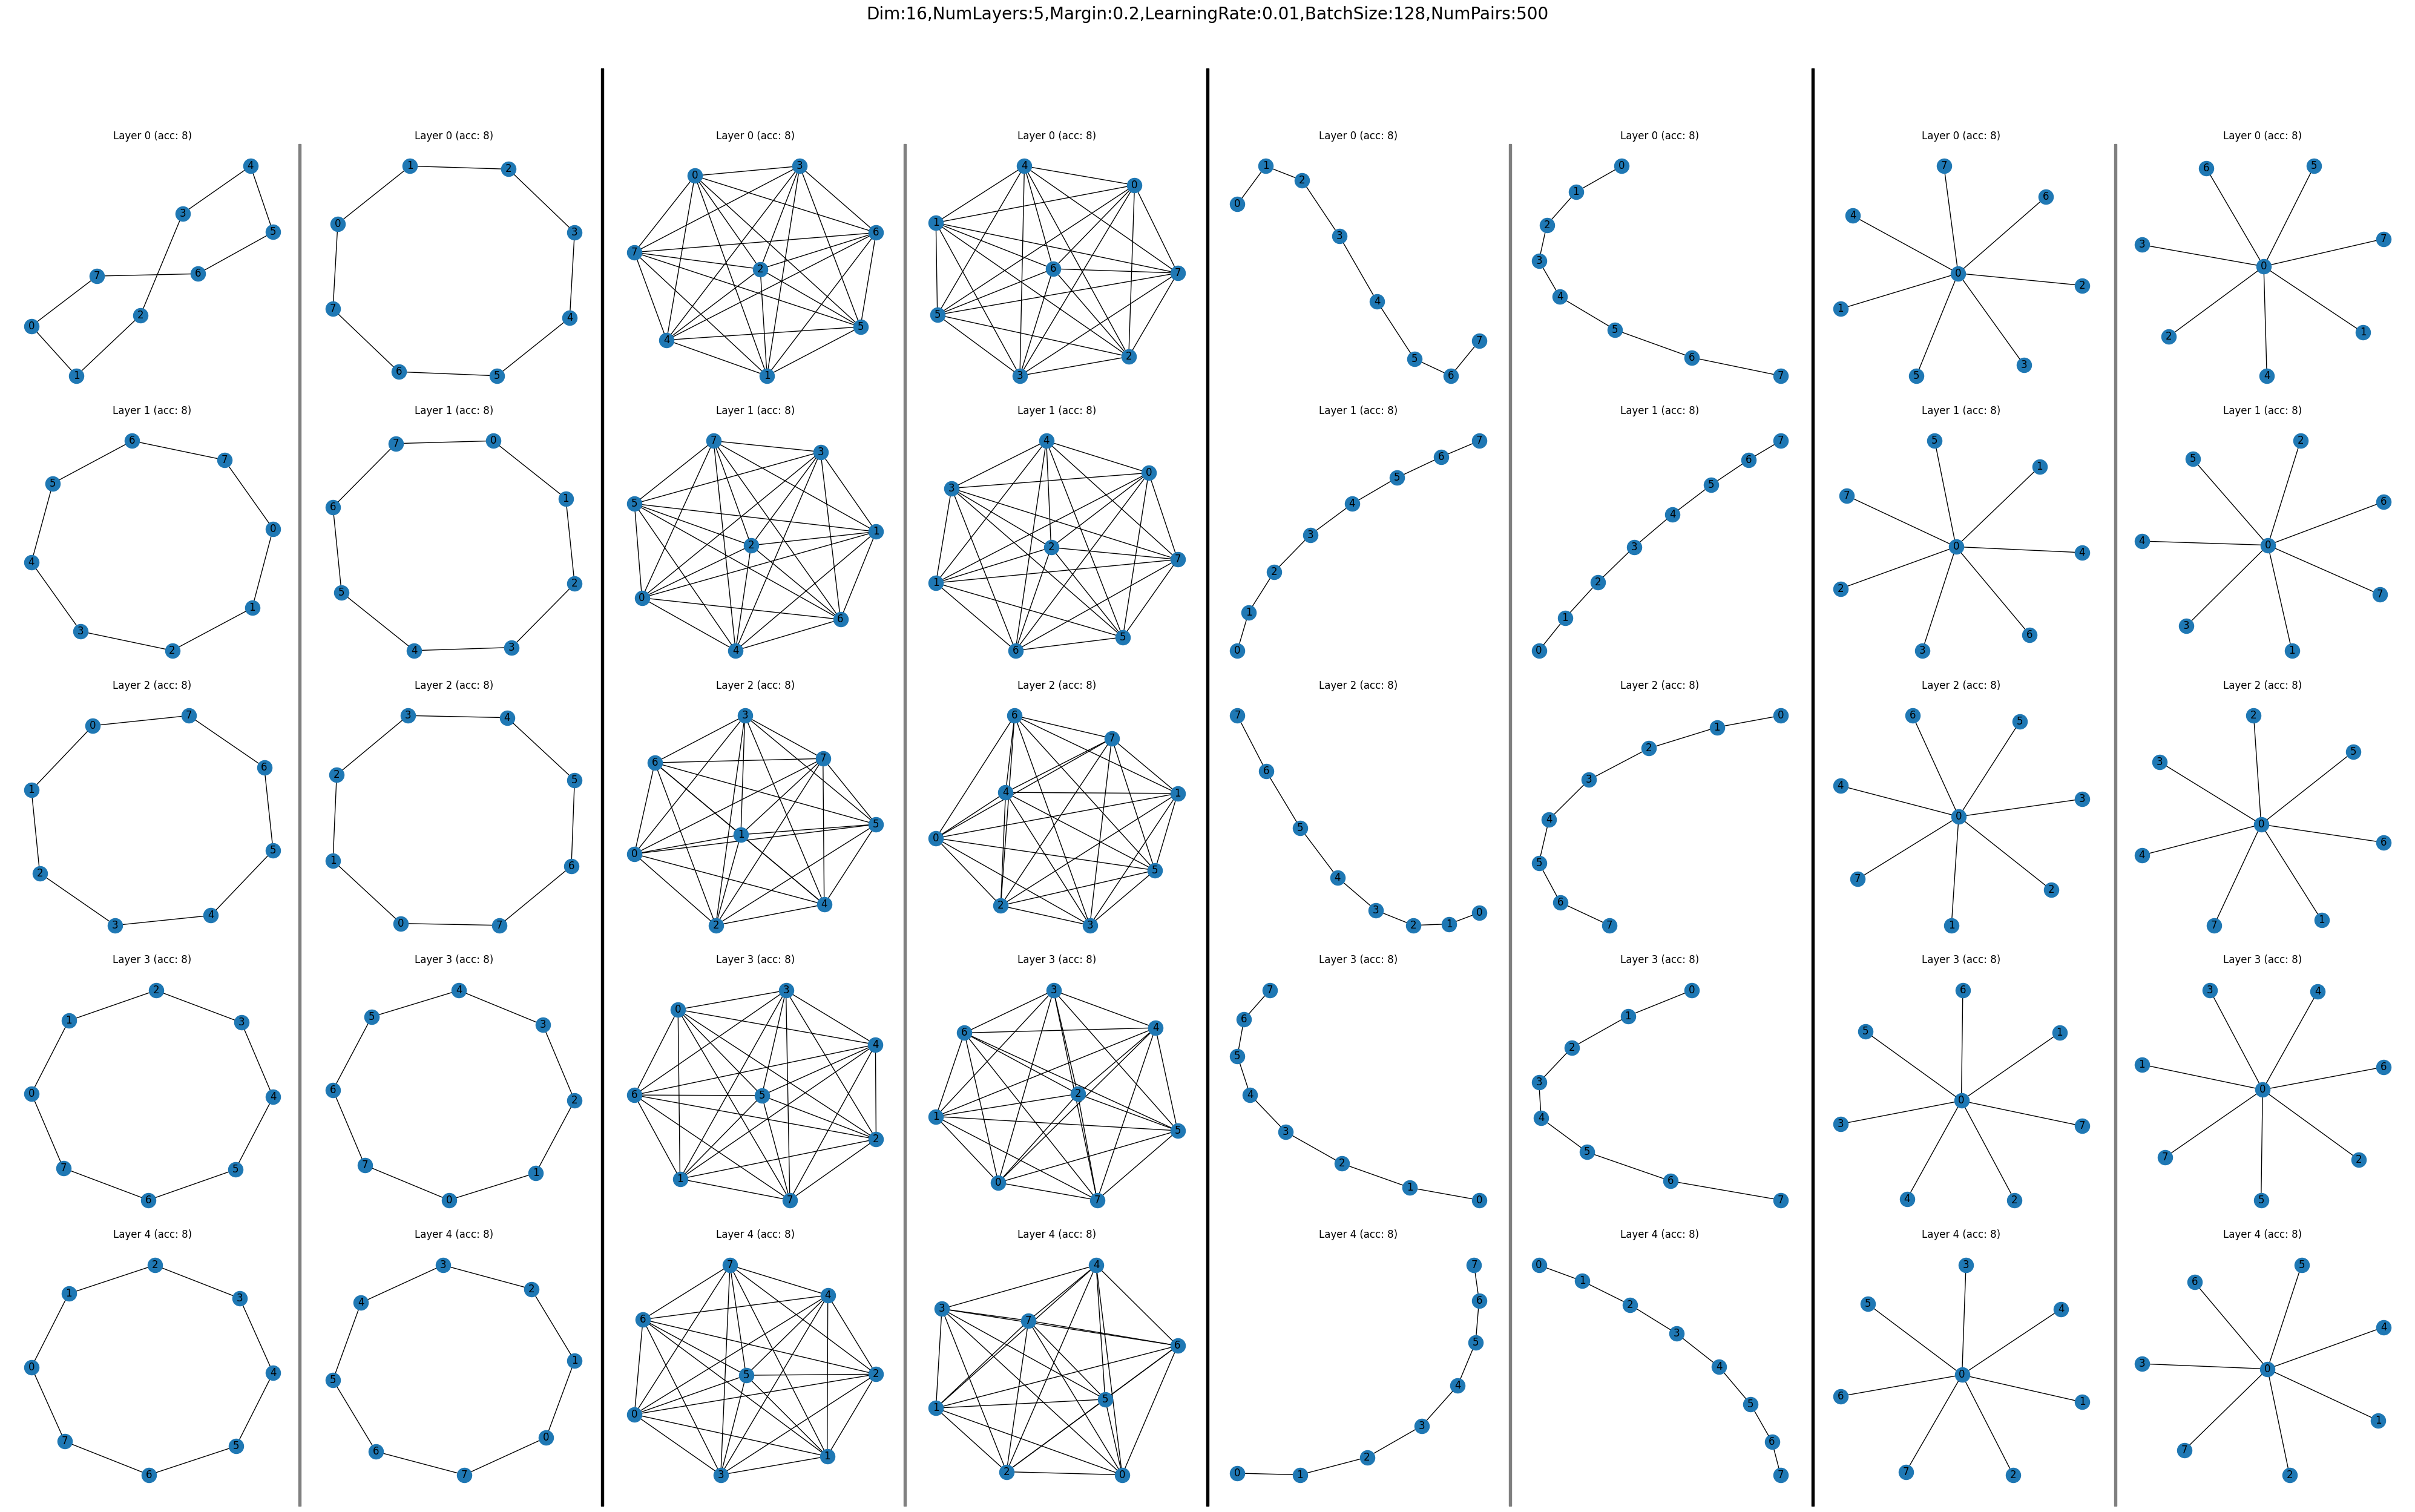 Dim:16,NumLayers:5,Margin:0.2,LearningRate:0.01,BatchSize:128,NumPairs:500
Layer 0 (acc: 8)
4 3 5 6 7 2 0 1
Layer 0 (acc: 8)
1 2 0 3 7 4 6 5
Layer 0 (acc: 8)
3 0 6 7 2 5 4 1
Layer 0 (acc: 8)
4 0 1 6 7 5 2 3
Layer 0 (acc: 8)
1 2 0 3 4 7 5 6
Layer 0 (acc: 8)
0 1 2 3 4 5 6 7
Layer 0 (acc: 8)
7 6 4 0 2 1 3 5
Layer 0 (acc: 8)
5 6 7 3 0 1 2 4
Layer 1 (acc: 8)
6 7 5 0 4 1 3 2
Layer 1 (acc: 8)
0 7 1 6 2 5 3 4
Layer 1 (acc: 8)
7 3 5 1 2 0 6 4
Layer 1 (acc: 8)
4 0 3 2 7 1 5 6
Layer 1 (acc: 8)
7 6 5 4 3 2 1 0
Layer 1 (acc: 8)
7 6 5 4 3 2 1 0
Layer 1 (acc: 8)
5 1 7 0 4 2 6 3
Layer 1 (acc: 8)
2 5 6 4 0 7 3 1
Layer 2 (acc: 8)
7 0 6 1 5 2 4 3
Layer 2 (acc: 8)
3 4 2 5 1 6 0 7
Layer 2 (acc: 8)
3 7 6 5 1 0 4 2
Layer 2 (acc: 8)
6 7 4 1 0 5 2 3
Layer 2 (acc: 8)
7 6 5 4 3 0 1 2
Layer 2 (acc: 8)
0 1 2 3 4 5 6 7
Layer 2 (acc: 8)
6 5 4 3 0 7 2 1
Layer 2 (acc: 8)
2 5 3 0 6 4 1 7
Layer 3 (acc: 8)
2 1 3 0 4 7 5 6
Layer 3 (acc: 8)
4 5 3 6 2 7 1 0
Layer 3 (acc: 8)
3 0 4 6 5 2 1 7
Layer 3 (acc: 8)
3 4 6 2 1 5 0 7
Layer 3 (acc: 8)
7 6 5 4 3 2 1 0
Layer 3 (acc: 8)
0 1 2 3 4 5 6 7
Layer 3 (acc: 8)
6 5 1 0 3 7 4 2
Layer 3 (acc: 8)
3 4 1 6 0 7 2 5
Layer 4 (acc: 8)
2 1 3 0 4 7 5 6
Layer 4 (acc: 8)
3 2 4 1 5 0 6 7
Layer 4 (acc: 8)
7 4 6 2 5 0 1 3
Layer 4 (acc: 8)
4 3 7 6 5 1 2 0
Layer 4 (acc: 8)
7 6 5 4 3 2 0 1
Layer 4 (acc: 8)
0 1 2 3 4 5 6 7
Layer 4 (acc: 8)
3 5 4 0 6 1 7 2
Layer 4 (acc: 8)
5 6 4 3 0 1 7 2